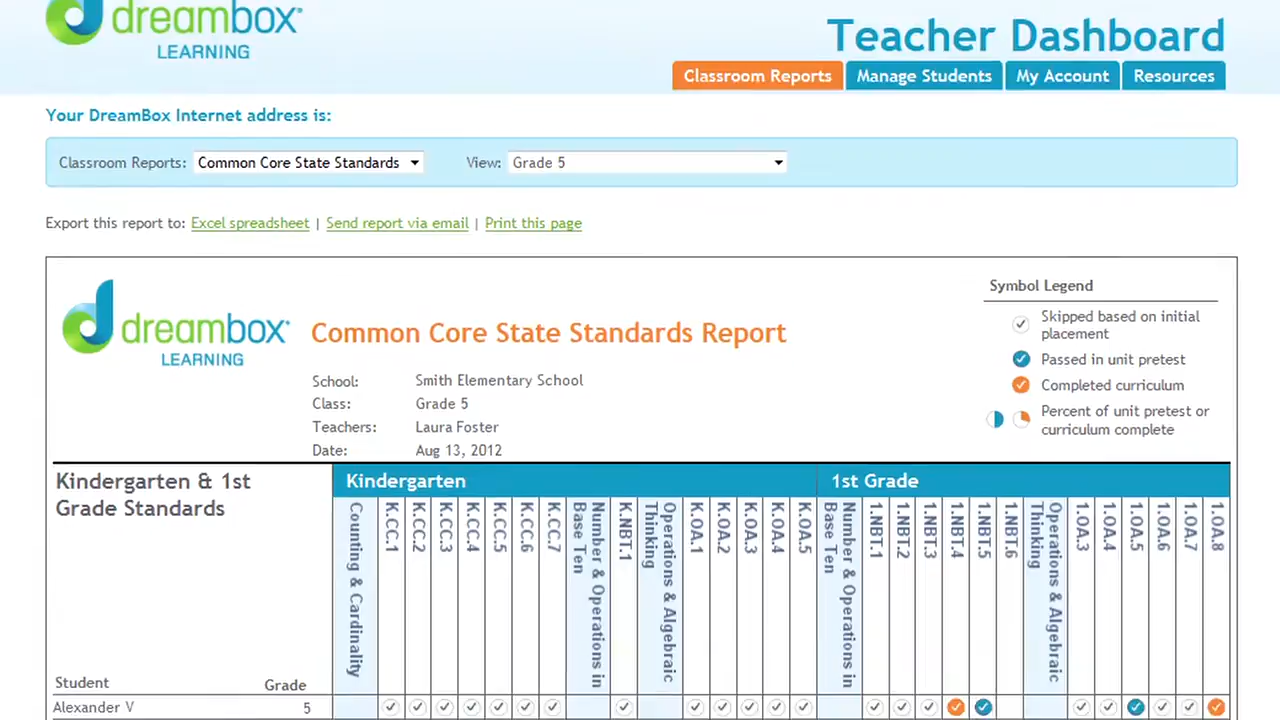 dreambox
LEARNING
Teacher Dashboard
Classroom Reports Manage Students My Account Resources
Your DreamBox Internet address is:
Classroom Reports: Common Core State Standards View: Grade 5
Export this report to: Excel spreadsheet | Send report via email | Print this page
dreambox
LEARNING
Common Core State Standards Report
School: Smith Elementary School
Class: Grade 5
Teachers: Laura Foster
Date: Aug 13, 2012
Symbol Legend
Skipped based on initial
placement
Passed in unit pretest
Completed curriculum
Percent of unit pretest or
curriculum complete
Kindergarten & 1st
Grade Standards
Student Grade
Kindergarten 1st Grade
Counting & Cardinality
K.CC.1
K.CC.2
K.CC.3
K.CC.4
K.CC.5
K.CC.6
K.CC.7
Number & Operations in
Base Ten
K.NBT.1
Operations & Algebraic
Thinking
K.OA.1
K.OA.2
K.OA.3
K.OA.4
K.OA.5
Number & Operations in
Base Ten
1.NBT.1
1.NBT.2
1.NBT.3
1.NBT.4
1.NBT.5
1.NBT.6
Operations & Algebraic
Thinking
1.OA.3
1.OA.4
1.OA.5
1.OA.6
1.OA.7
1.OA.8
Alexander V 5